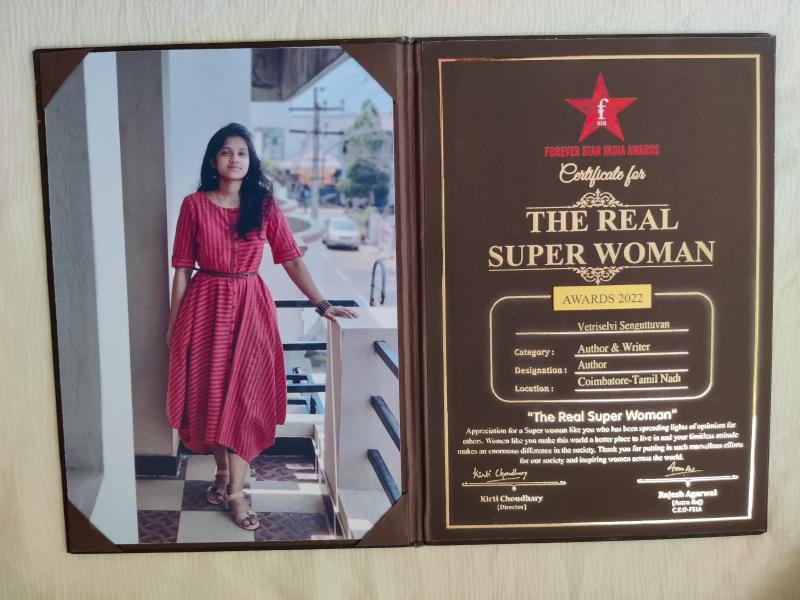 f
sia
FOREVER STAR INDIA AWARDS
Certificate for
THE REAL
SUPER WOMAN
AWARDS 2022
Vetriselvi Senguttuvan
Category : Author & Writer
Designation : Author
Location : Coimbatore-Tamil Nadu
"The Real Super Woman"
Appreciation for a Super woman like you who has been spreading lights of optimism for
others. Women like you make this world a better place to live in and your limitless attitude
makes an enormous difference in the society. Thank you for putting in such marvellous efforts
for our society and inspiring women across the world.
Kirti Choudhary
Kirti Choudhary
(Director)
Rajesh Agarwal
(Astro Raj)
C.E.O-FSIA